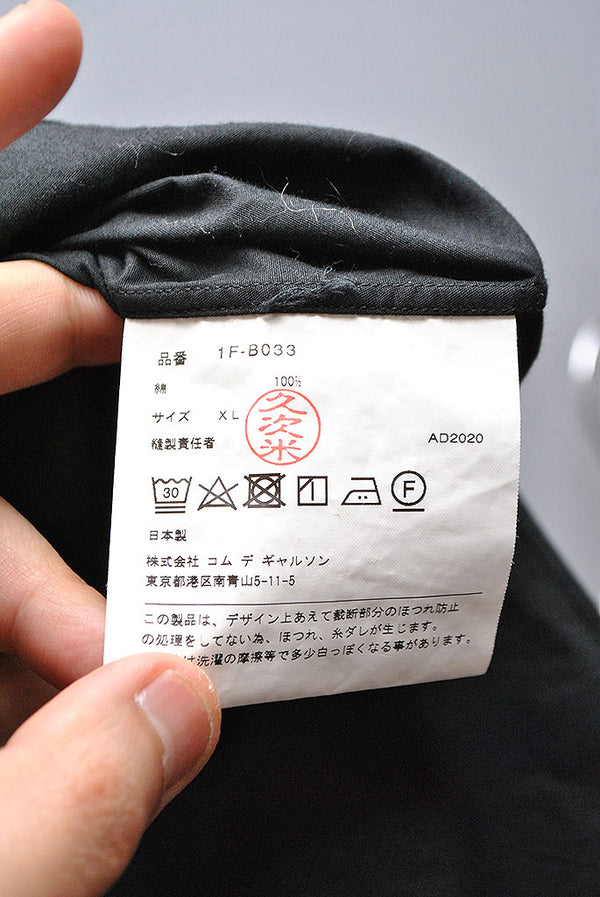 品番 1F-B033
綿 100%
サイズ XL
久次米
縫製責任者 AD2020
30 F
日本製
株式会社 コム デ ギャルソン
東京都港区南青山5-11-5
この製品は、デザイン上あえて裁断部分のほつれ防止
の処理をしてない為、ほつれ、糸ダレが生じます。
は洗濯の摩擦等で多少白っぽくなる事があります。